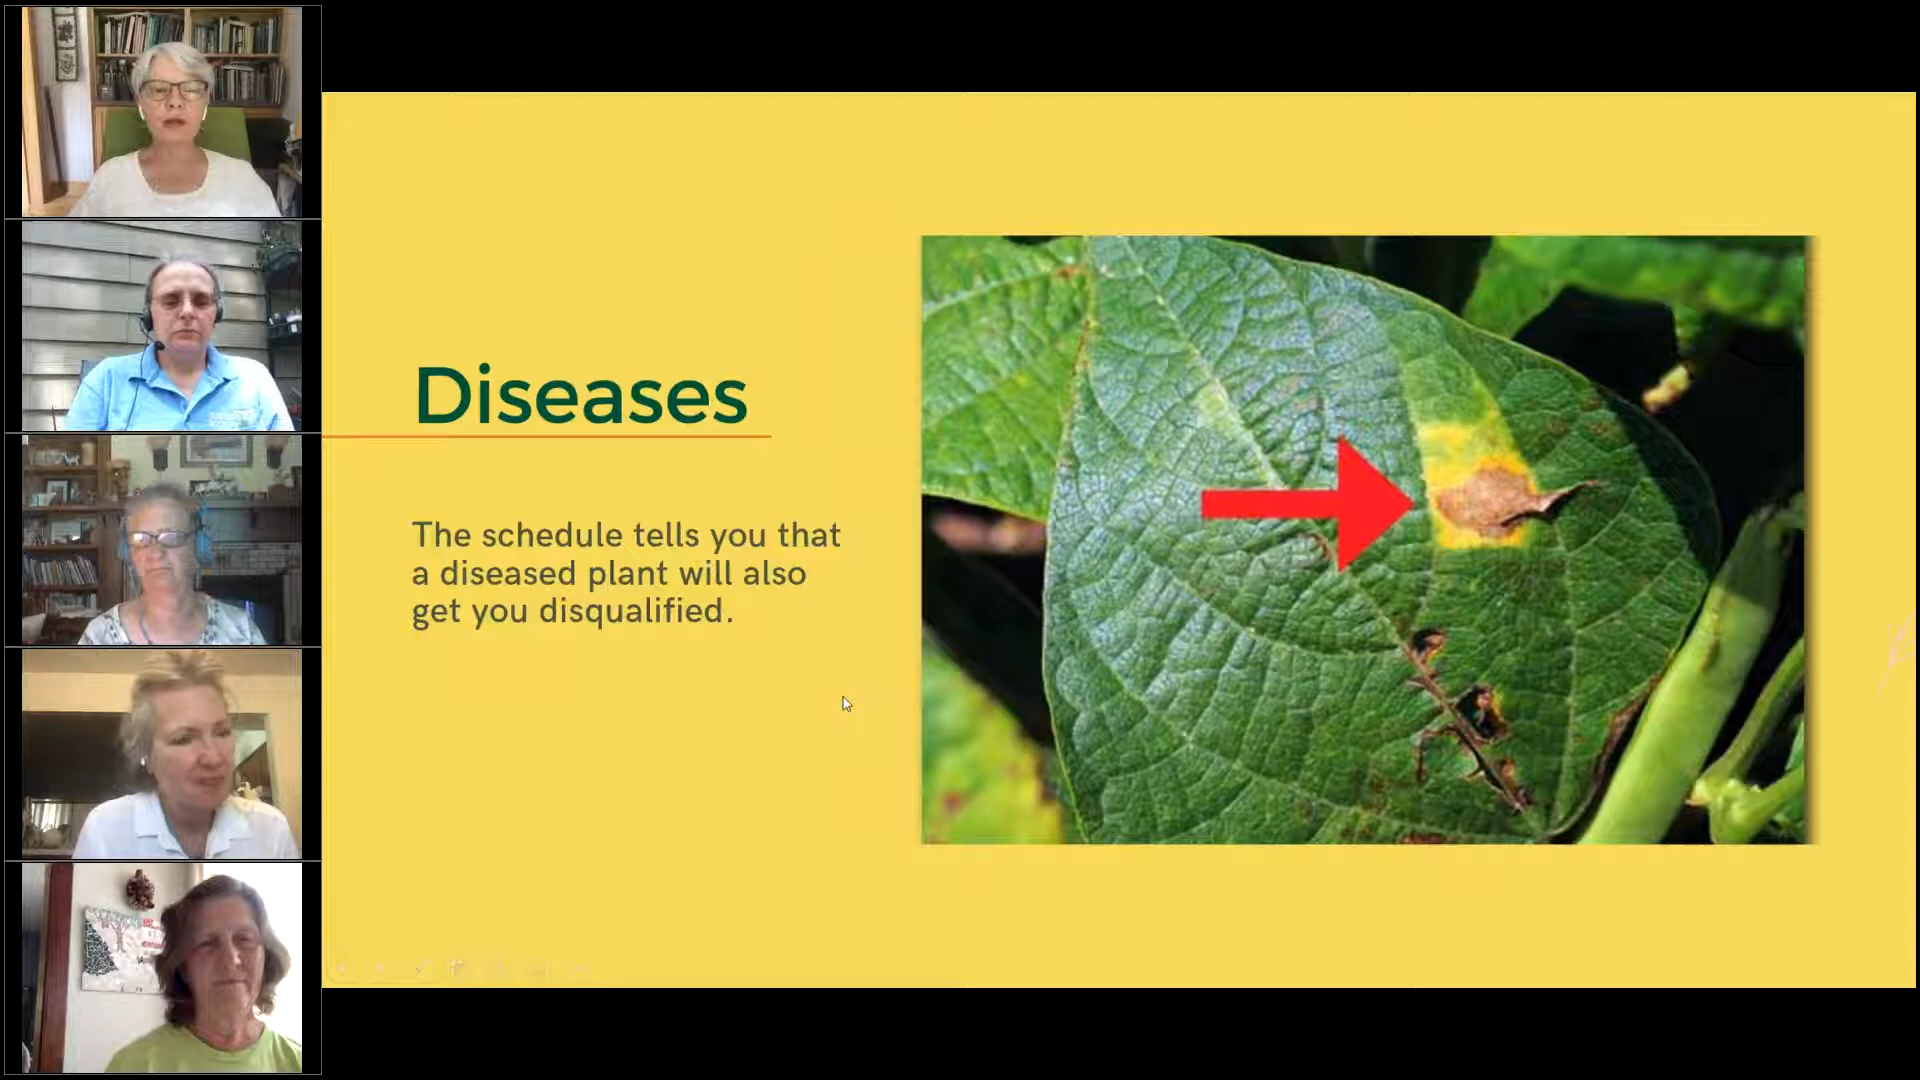 Diseases
The schedule tells you that
a diseased plant will also
get you disqualified.